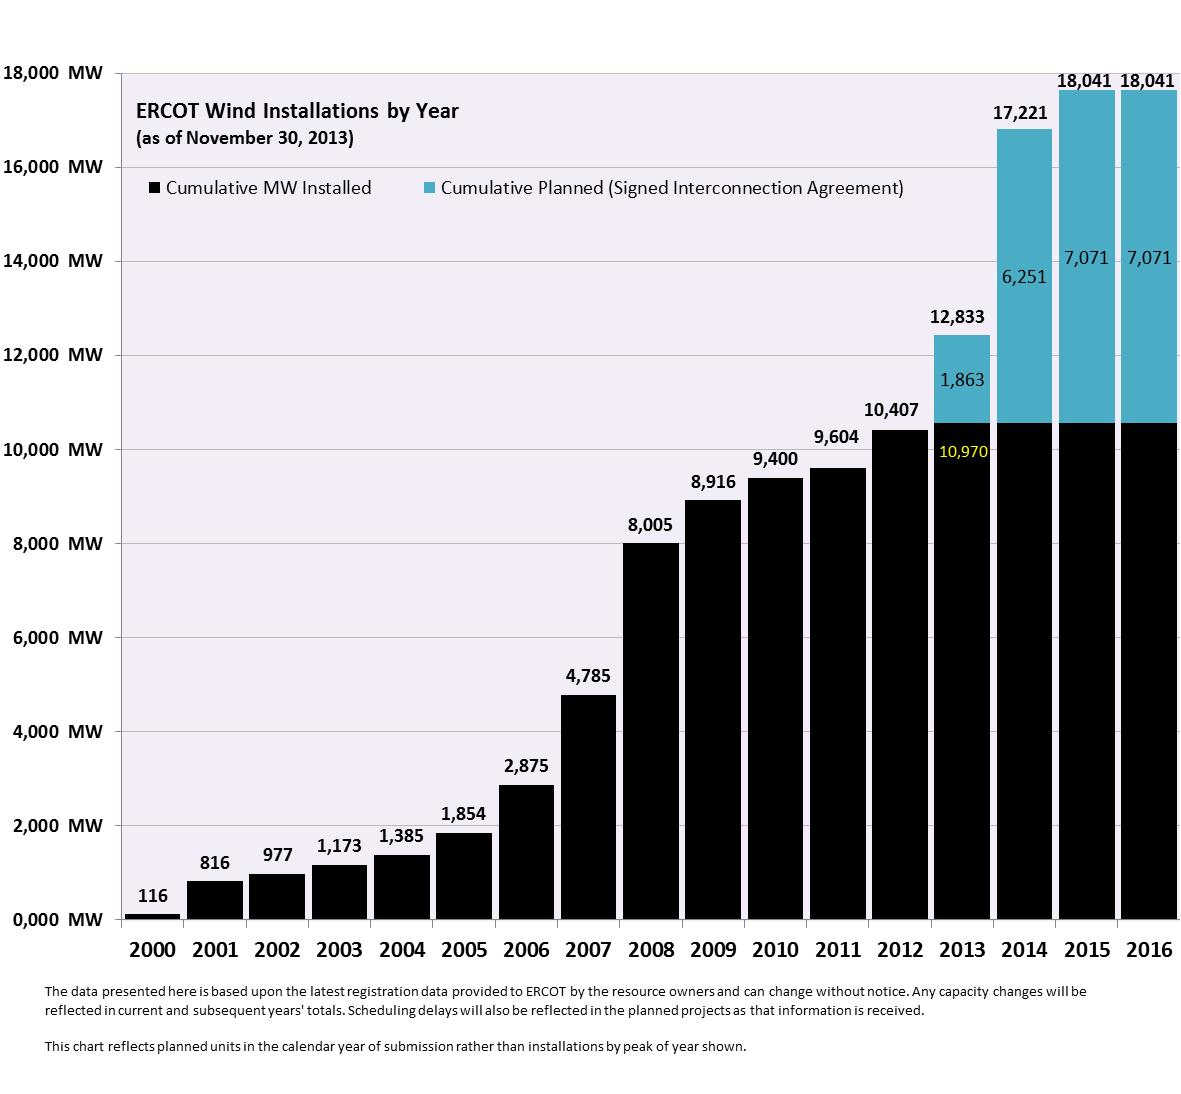 ERCOT Wind Installations by Year
(as of November 30, 2013)
Cumulative MW Installed
Cumulative Planned (Signed Interconnection Agreement)
18,000 MW
16,000 MW
14,000 MW
12,000 MW
10,000 MW
8,000 MW
6,000 MW
4,000 MW
2,000 MW
0,000 MW
116
816
977
1,173
1,385
1,854
2,875
4,785
8,005
8,916
9,400
9,604
10,407
12,833
1,863
10,970
17,221
6,251
18,041
7,071
18,041
7,071
2000 2001 2002 2003 2004 2005 2006 2007 2008 2009 2010 2011 2012 2013 2014 2015 2016
The data presented here is based upon the latest registration data provided to ERCOT by the resource owners and can change without notice. Any capacity changes will be
reflected in current and subsequent years' totals. Scheduling delays will also be reflected in the planned projects as that information is received.
This chart reflects planned units in the calendar year of submission rather than installations by peak of year shown.